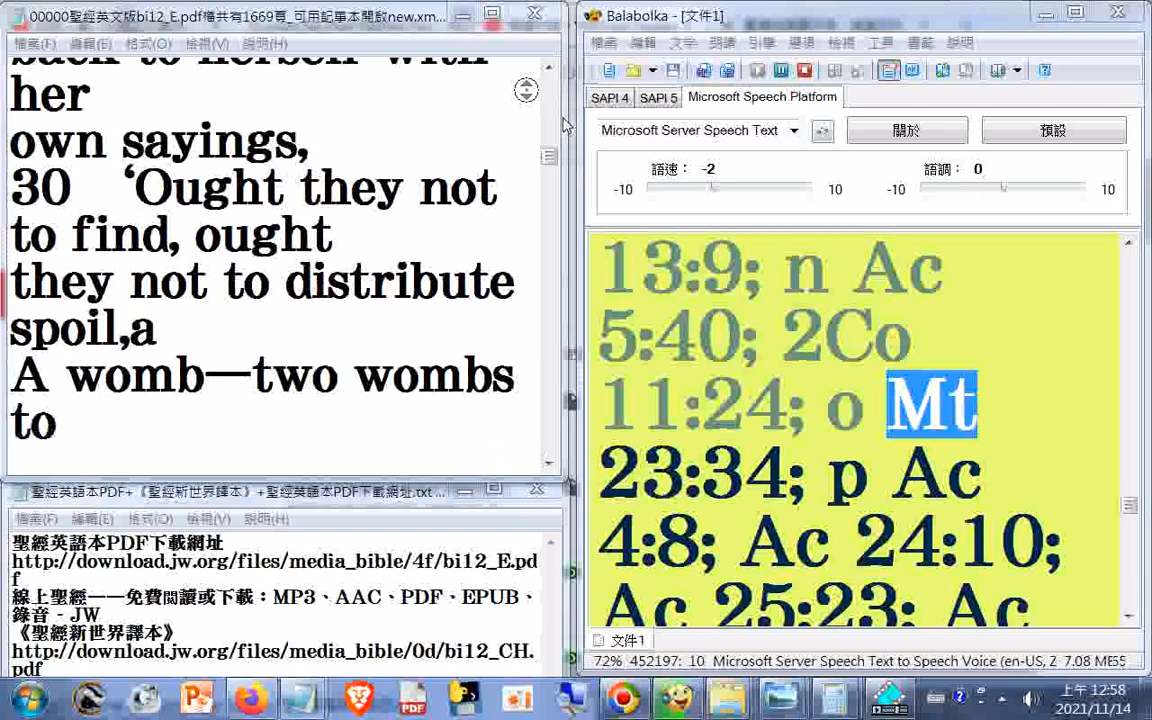 00000聖經英文版bi12_E.pdf檔共有1669頁_可用記事本開啟new.xm...
檔案(F) 編輯(E) 格式(O) 檢視(V) 說明(H)
back to herself with
her
own sayings,
30 ‘Ought they not
to find, ought
they not to distribute
spoil,a
A womb—two wombs
to
聖經英語本PDF+《聖經新世界譯本》+聖經英語本PDF下載網址.txt ...
檔案(F) 編輯(E) 格式(O) 檢視(V) 說明(H)
聖經英語本PDF下載網址
http://download.jw.org/files/media_bible/4f/bi12_E.pd
f
線上聖經——免費閱讀或下載：MP3、AAC、PDF、EPUB、
錄音 - JW
《聖經新世界譯本》
http://download.jw.org/files/media_bible/0d/bi12_CH.
pdf
Balabolka - [文件1]
檔案 編輯 文字 朗讀 引擎 選項 檢視 工具 書籤 說明
SAPI 4 SAPI 5 Microsoft Speech Platform
Microsoft Server Speech Text 關於 預設
語速： -2 語調： 0
-10 10 -10 10
13:9; n Ac
5:40; 2Co
11:24; o Mt
23:34; p Ac
4:8; Ac 24:10;
Ac 25:23; Ac
文件1
72% 452197: 10 Microsoft Server Speech Text to Speech Voice (en-US, Z 7.08 ME55
PDF
上午 12:58
2021/11/14